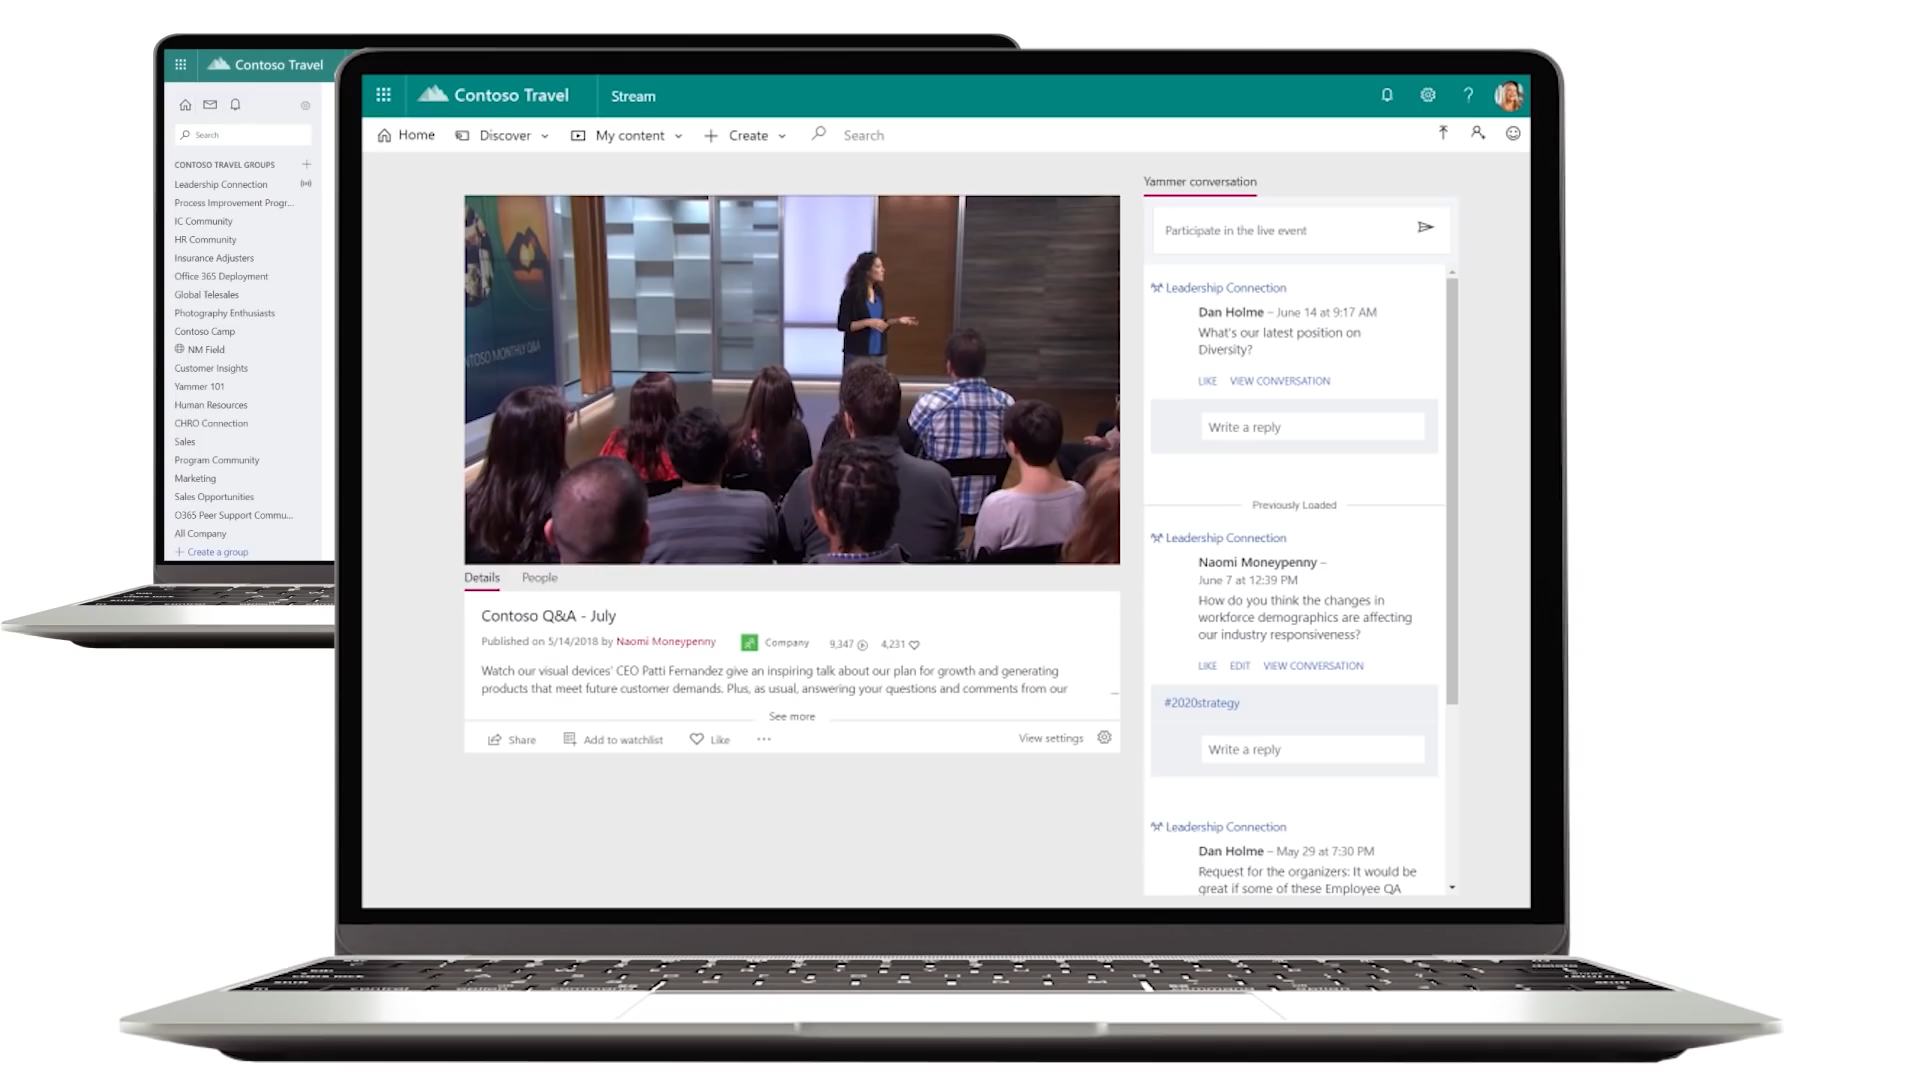 Contoso Travel
Search
CONTOSO TRAVEL GROUPS
Leadership Connection
Process Improvement Progr...
IC Community
HR Community
Insurance Adjusters
Office 365 Deployment
Global Telesales
Photography Enthusiasts
Contoso Camp
NM Field
Customer Insights
Yammer 101
Human Resources
CHRO Connection
Sales
Program Community
Marketing
Sales Opportunities
O365 Peer Support Commu...
All Company
+ Create a group
Contoso Travel Stream ?
Home Discover My content Create Search
TOSO MONTHLY Q&A
Details People
Contoso Q&A - July
Published on 5/14/2018 by Naomi Moneypenny Company 9,347 4,231
Watch our visual devices' CEO Patti Fernandez give an inspiring talk about our plan for growth and generating
products that meet future customer demands. Plus, as usual, answering your questions and comments from our
See more
Share Add to watchlist Like ... View settings
Yammer conversation
Participate in the live event
Leadership Connection
Dan Holme – June 14 at 9:17 AM
What's our latest position on
Diversity?
LIKE VIEW CONVERSATION
Write a reply
Previously Loaded
Leadership Connection
Naomi Moneypenny –
June 7 at 12:39 PM
How do you think the changes in
workforce demographics are affecting
our industry responsiveness?
LIKE EDIT VIEW CONVERSATION
#2020strategy
Write a reply
Leadership Connection
Dan Holme – May 29 at 7:30 PM
Request for the organizers: It would be
great if some of these Employee QA